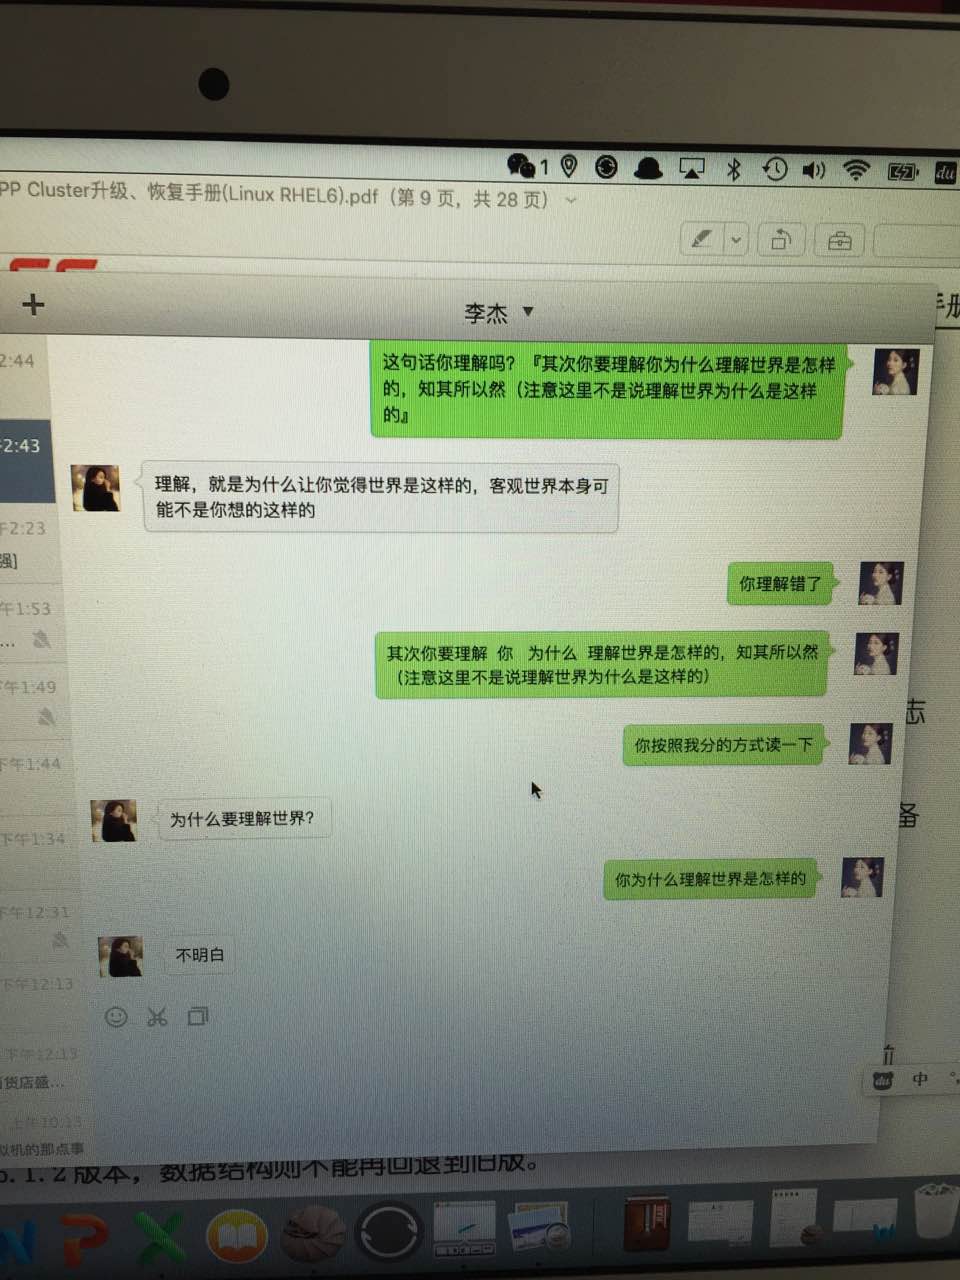 1
PP Cluster升级、恢复手册(Linux RHEL6).pdf（第 9 页，共 28 页）
手册
李杰
2:44
这句话你理解吗？『其次你要理解你为什么理解世界是怎样
的，知其所以然（注意这里不是说理解世界为什么是这样
的』
2:43
理解，就是为什么让你觉得世界是这样的，客观世界本身可
能不是你想的这样的
午2:23
强]
你理解错了
午1:53
...
其次你要理解 你 为什么 理解世界是怎样的，知其所以然
（注意这里不是说理解世界为什么是这样的）
下午1:49
志
你按照我分的方式读一下
下午1:44
为什么要理解世界？
备
下午1:34
你为什么理解世界是怎样的
下午12:31
不明白
下午12:13
下午12:13
百货店盛...
du 中
上午10:13
似机的那点事
5.1.2 版本，数据结构则不能再回退到旧版。